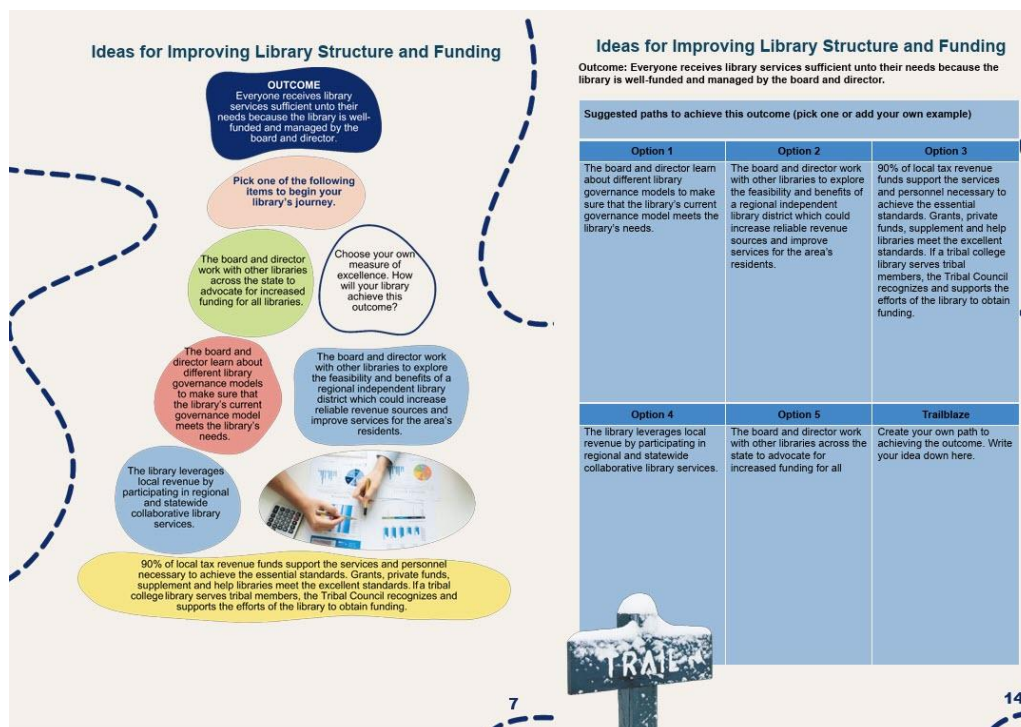 Ideas for Improving Library Structure and Funding
OUTCOME
Everyone receives library
services sufficient unto their
needs because the library is well-
funded and managed by the
board and director.
Pick one of the following
items to begin your
library's journey.
The board and director
work with other libraries
across the state to
advocate for increased
funding for all libraries.
Choose your own
measure of
excellence. How
will your library
achieve this
outcome?
The board and
director learn about
different library
governance models
to make sure that
the library's current
governance model
meets the library's
needs.
The board and director work
with other libraries to explore
the feasibility and benefits of a
regional independent library
district which could increase
reliable revenue sources and
improve services for the area's
residents.
The library leverages
local revenue by
participating in regional
and statewide
collaborative library
services.
90% of local tax revenue funds support the services and personnel
necessary to achieve the essential standards. Grants, private funds,
supplement and help libraries meet the excellent standards. If a tribal
college library serves tribal members, the Tribal Council recognizes and
supports the efforts of the library to obtain funding.
7
Ideas for Improving Library Structure and Funding
Outcome: Everyone receives library services sufficient unto their needs because the
library is well-funded and managed by the board and director.
Suggested paths to achieve this outcome (pick one or add your own example)
Option 1
The board and director learn
about different library
governance models to make
sure that the library's current
governance model meets the
library's needs.
Option 2
The board and director work
with other libraries to explore
the feasibility and benefits of
a regional independent
library district which could
increase reliable revenue
sources and improve
services for the area's
residents.
Option 3
90% of local tax revenue
funds support the services
and personnel necessary to
achieve the essential
standards. Grants, private
funds, supplement and help
libraries meet the excellent
standards. If a tribal college
library serves tribal
members, the Tribal Council
recognizes and supports the
efforts of the library to obtain
funding.
Option 4
The library leverages local
revenue by participating in
regional and statewide
collaborative library services.
Option 5
The board and director work
with other libraries across the
state to advocate for
increased funding for all
Trailblaze
Create your own path to
achieving the outcome. Write
your idea down here.
TRAIL
14